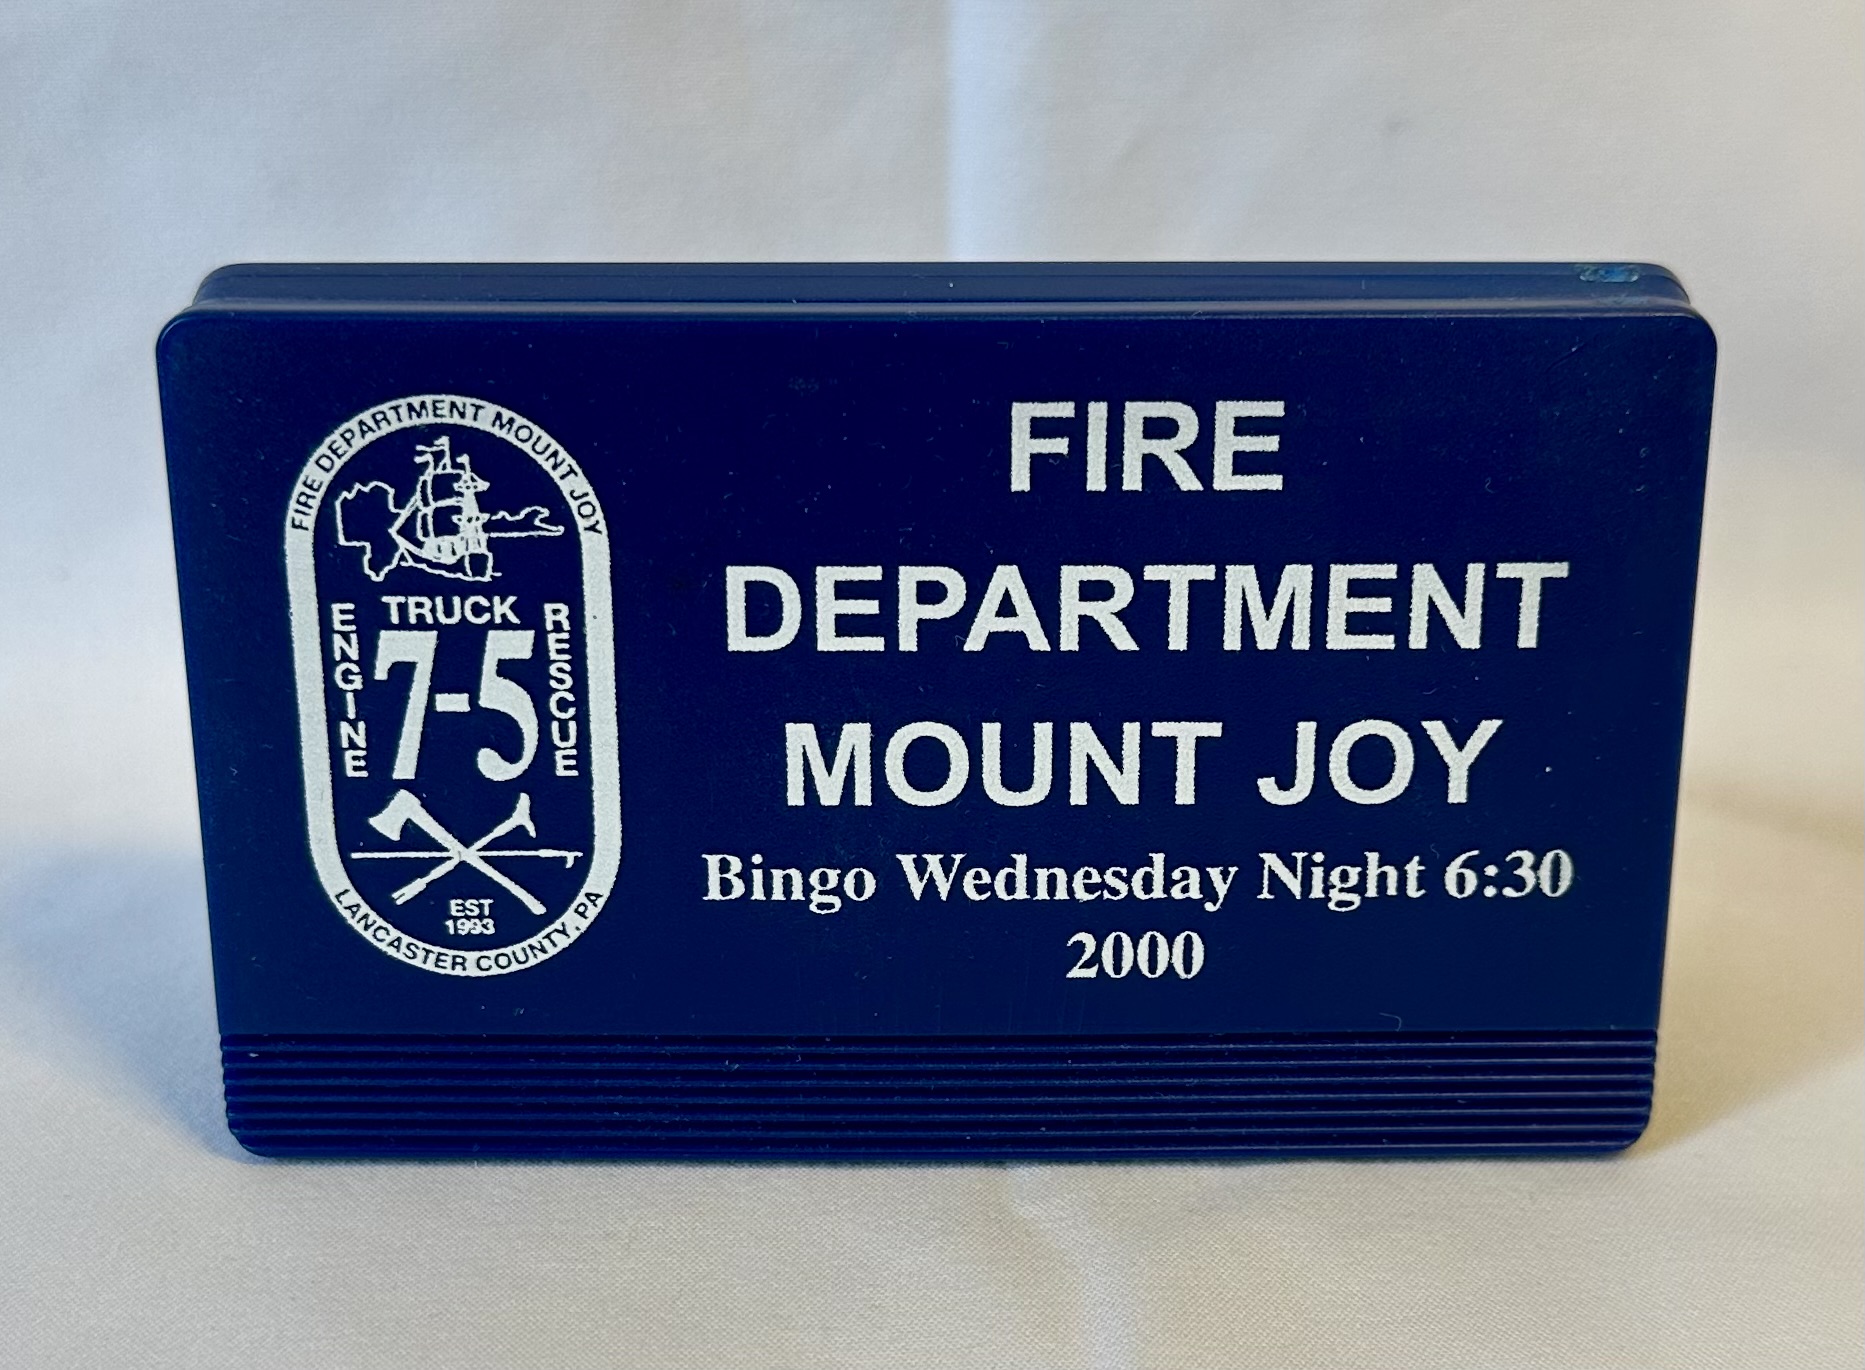 FIRE DEPARTMENT MOUNT JOY
TRUCK
ENGINE
7-5
RESCUE
EST
1993
LANCASTER COUNTY, PA
FIRE
DEPARTMENT
MOUNT JOY
Bingo Wednesday Night 6:30
2000